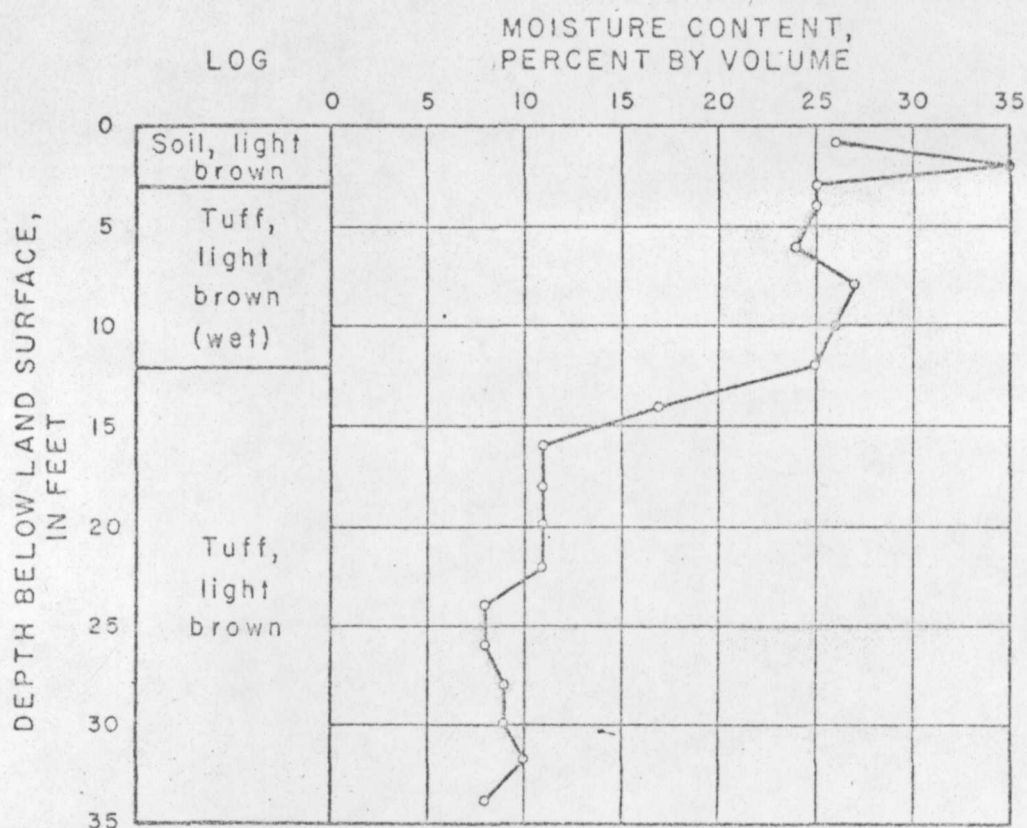 LOG
MOISTURE CONTENT,
PERCENT BY VOLUME
0 5 10 15 20 25 30 35
DEPTH BELOW LAND SURFACE,
IN FEET
0
5
10
15
20
25
30
35
Soil, light
brown
Tuff,
light
brown
(wet)
Tuff,
light
brown